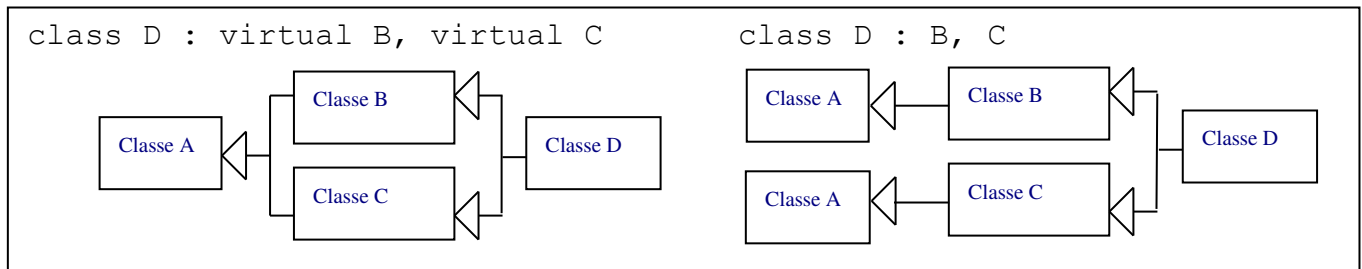 class D : virtual B, virtual C
Classe B
Classe A
Classe D
Classe C
class D : B, C
Classe A
Classe B
Classe D
Classe A
Classe C